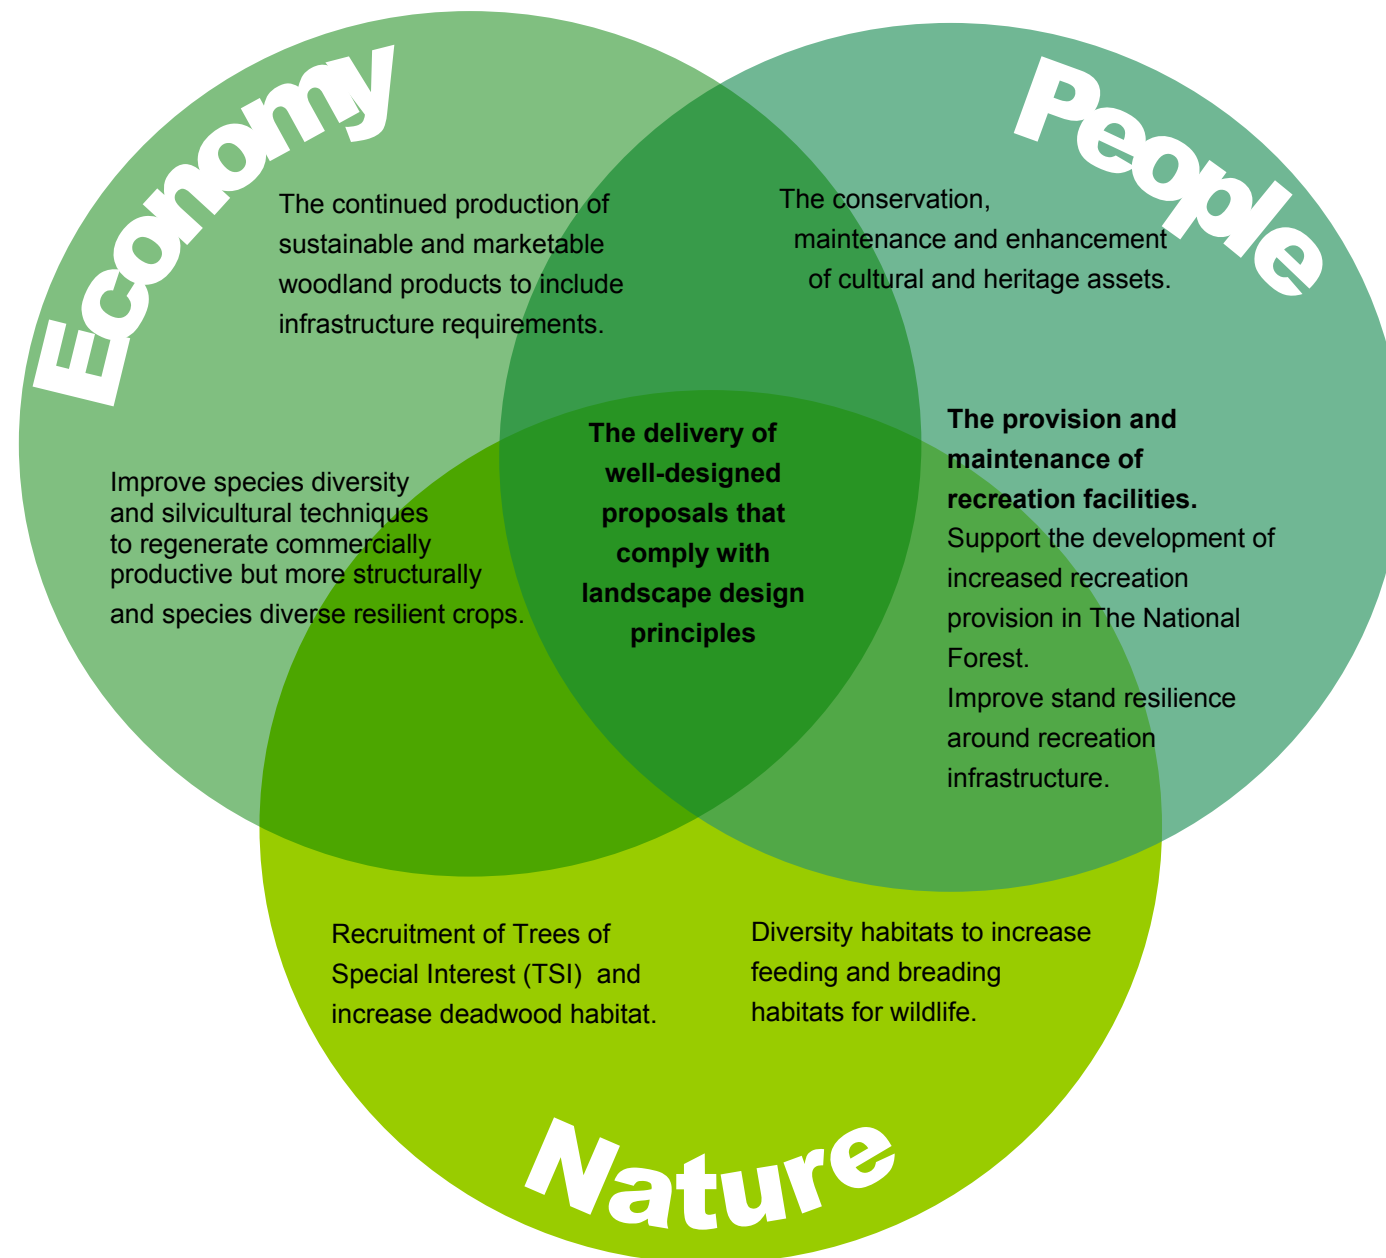 Economy
People
The continued production of
sustainable and marketable
woodland products to include
infrastructure requirements.
The conservation,
maintenance and enhancement
of cultural and heritage assets.
Improve species diversity
and silvicultural techniques
to regenerate commercially
productive but more structurally
and species diverse resilient crops.
The delivery of
well-designed
proposals that
comply with
landscape design
principles
The provision and
maintenance of
recreation facilities.
Support the development of
increased recreation
provision in The National
Forest.
Improve stand resilience
around recreation
infrastructure.
Recruitment of Trees of
Special Interest (TSI)  and
increase deadwood habitat.
Diversity habitats to increase
feeding and breading
habitats for wildlife.
Nature